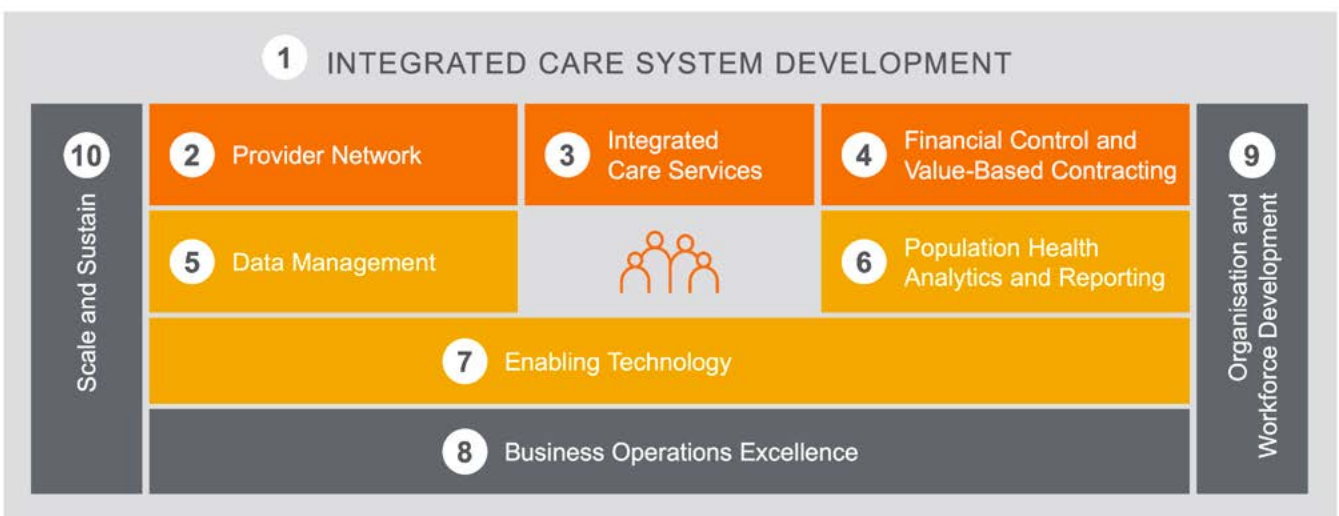 1 INTEGRATED CARE SYSTEM DEVELOPMENT
10
Scale and Sustain
2 Provider Network
3 Integrated
Care Services
4 Financial Control and
Value-Based Contracting
5 Data Management
6 Population Health
Analytics and Reporting
7 Enabling Technology
8 Business Operations Excellence
9
Organisation and
Workforce Development